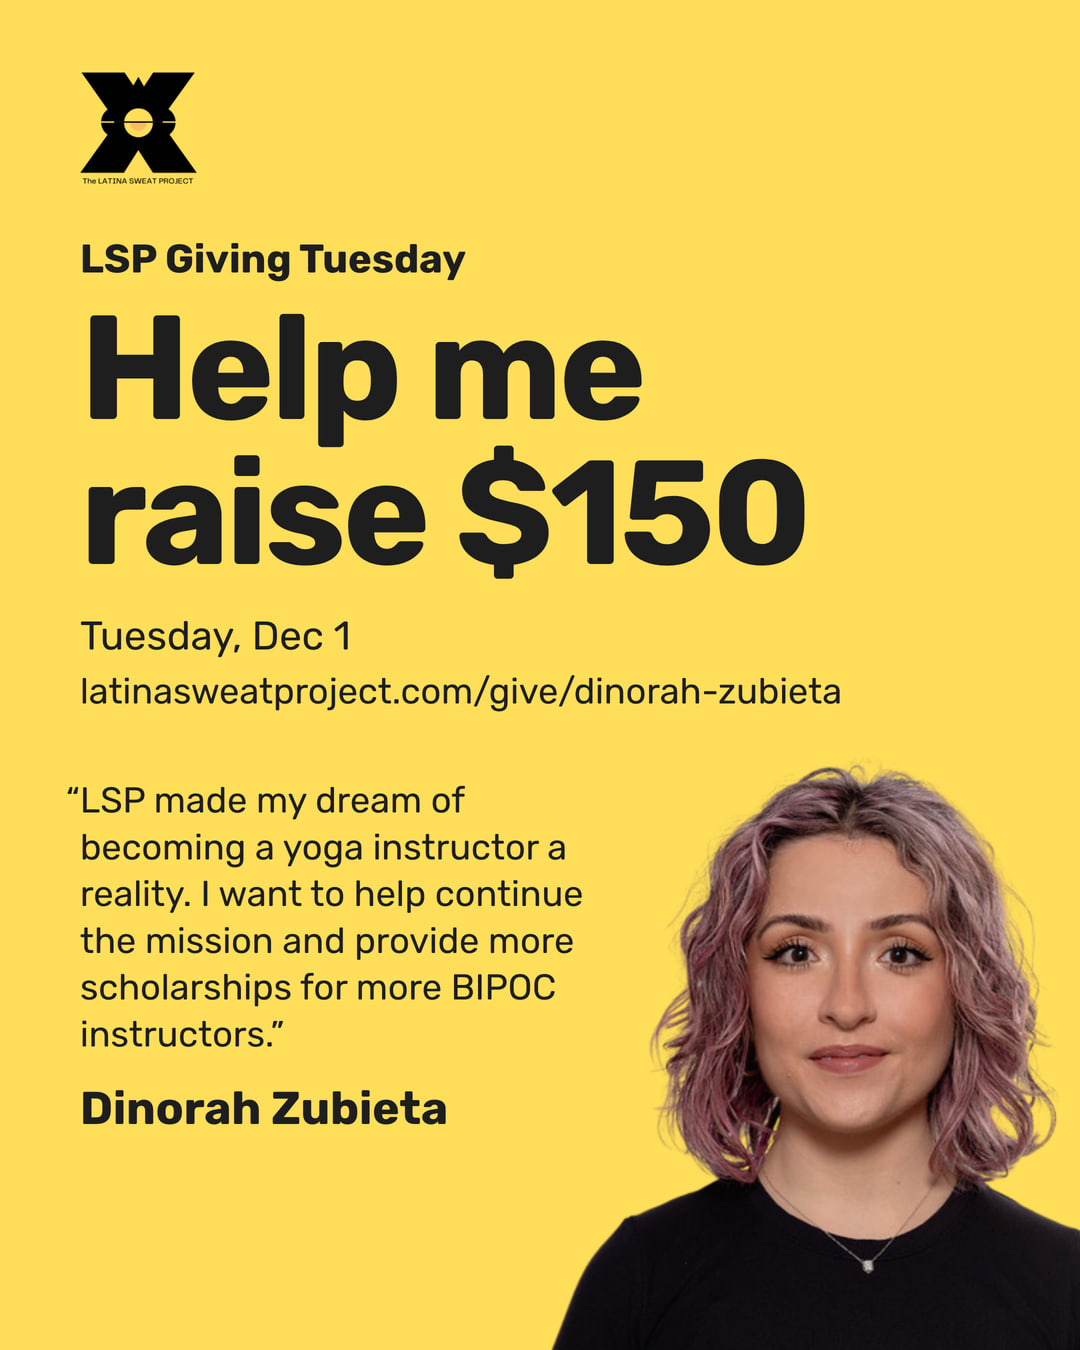 The LATINA SWEAT PROJECT
LSP Giving Tuesday
Help me
raise $150
Tuesday, Dec 1
latinasweatproject.com/give/dinorah-zubieta
“LSP made my dream of
becoming a yoga instructor a
reality. I want to help continue
the mission and provide more
scholarships for more BIPOC
instructors.”
Dinorah Zubieta